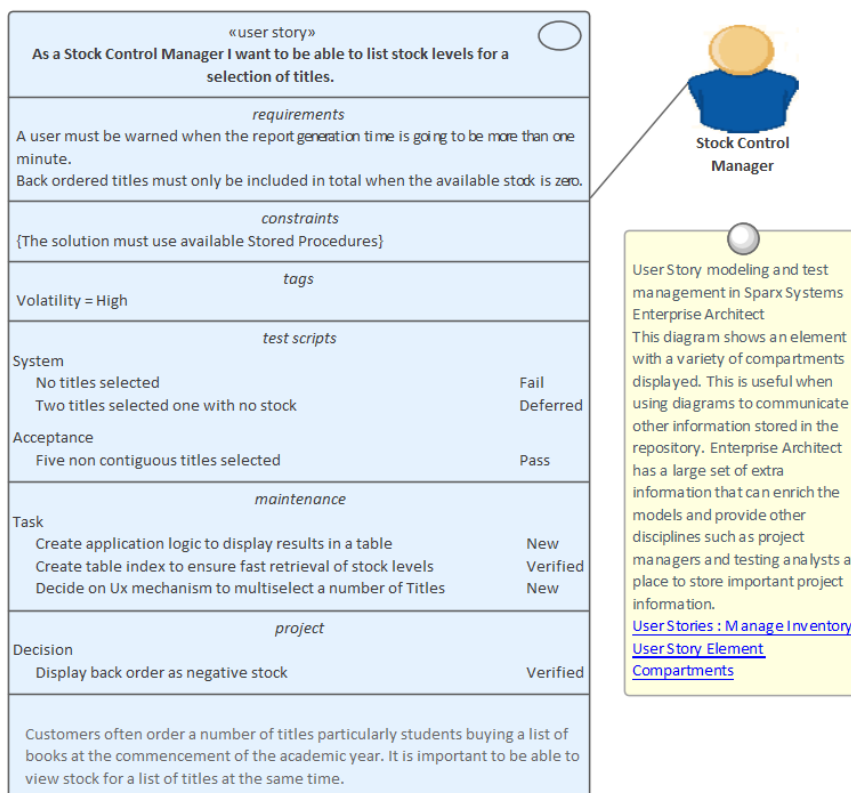 «user story»
As a Stock Control Manager I want to be able to list stock levels for a
selection of titles.
requirements
A user must be warned when the report generation time is going to be more than one
minute.
Back ordered titles must only be included in total when the available stock is zero.
constraints
{The solution must use available Stored Procedures}
tags
Volatility = High
test scripts
System
No titles selected Fail
Two titles selected one with no stock Deferred
Acceptance
Five non contiguous titles selected Pass
maintenance
Task
Create application logic to display results in a table New
Create table index to ensure fast retrieval of stock levels Verified
Decide on Ux mechanism to multiselect a number of Titles New
project
Decision
Display back order as negative stock Verified
Customers often order a number of titles particularly students buying a list of
books at the commencement of the academic year. It is important to be able to
view stock for a list of titles at the same time.
Stock Control
Manager
User Story modeling and test
management in Sparx Systems
Enterprise Architect
This diagram shows an element
with a variety of compartments
displayed. This is useful when
using diagrams to communicate
other information stored in the
repository. Enterprise Architect
has a large set of extra
information that can enrich the
models and provide other
disciplines such as project
managers and testing analysts a
place to store important project
information.
User Stories : Manage Inventory
User Story Element
Compartments